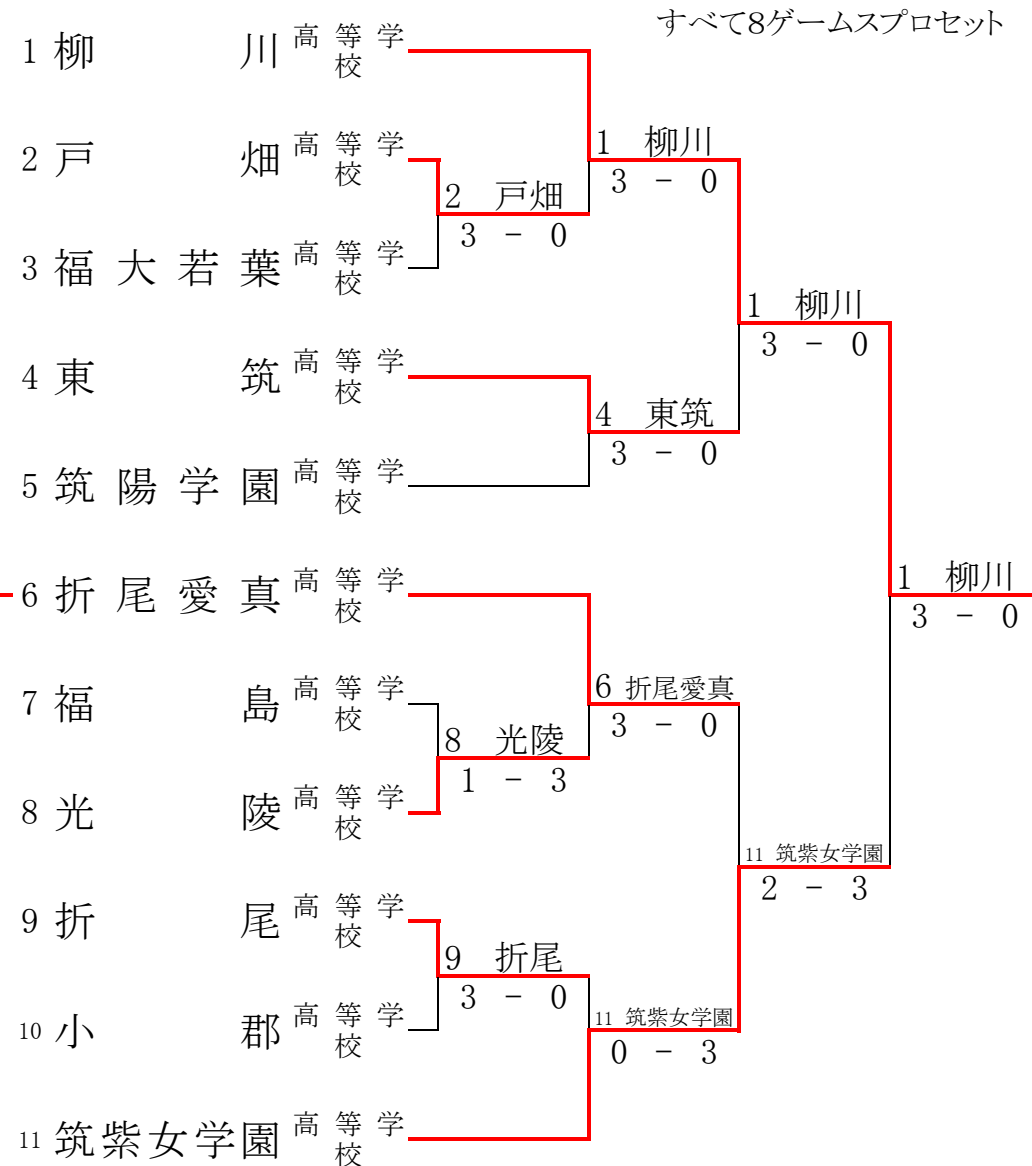 すべて8ゲームスプロセット
1 柳川高等学校
2 戸畑高等学校
3 福大若葉高等学校
4 東筑高等学校
5 筑陽学園高等学校
6 折尾愛真高等学校
7 福島高等学校
8 光陵高等学校
9 折尾高等学校
10 小郡高等学校
11 筑紫女学園高等学校
2 戸畑
3 - 0
8 光陵
1 - 3
9 折尾
3 - 0
1 柳川
3 - 0
4 東筑
3 - 0
6 折尾愛真
3 - 0
11 筑紫女学園
0 - 3
1 柳川
3 - 0
11 筑紫女学園
2 - 3
1 柳川
3 - 0